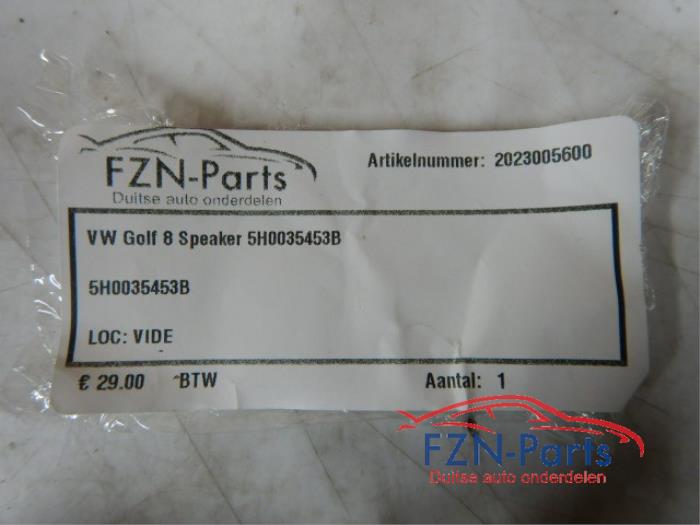 FZN-Parts
Duitse auto onderdelen
Artikelnummer: 2023005600
VW Golf 8 Speaker 5H0035453B
5H0035453B
LOC: VIDE
€ 29.00 BTW
Aantal: 1
FZN-Parts
Duitse auto onderdelen